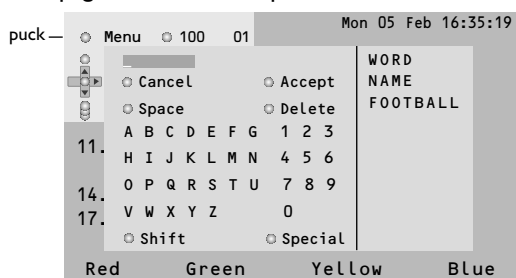 Mon 05 Feb 16:35:19
puck
Menu 100 01
WORD
Cancel Accept NAME
Space Delete FOOTBALL
A B C D E F G 1 2 3
11.
H I J K L M N 4 5 6
O P Q R S T U 7 8 9
14.
17. V W X Y Z 0
Shift Special
Red Green Yellow Blue